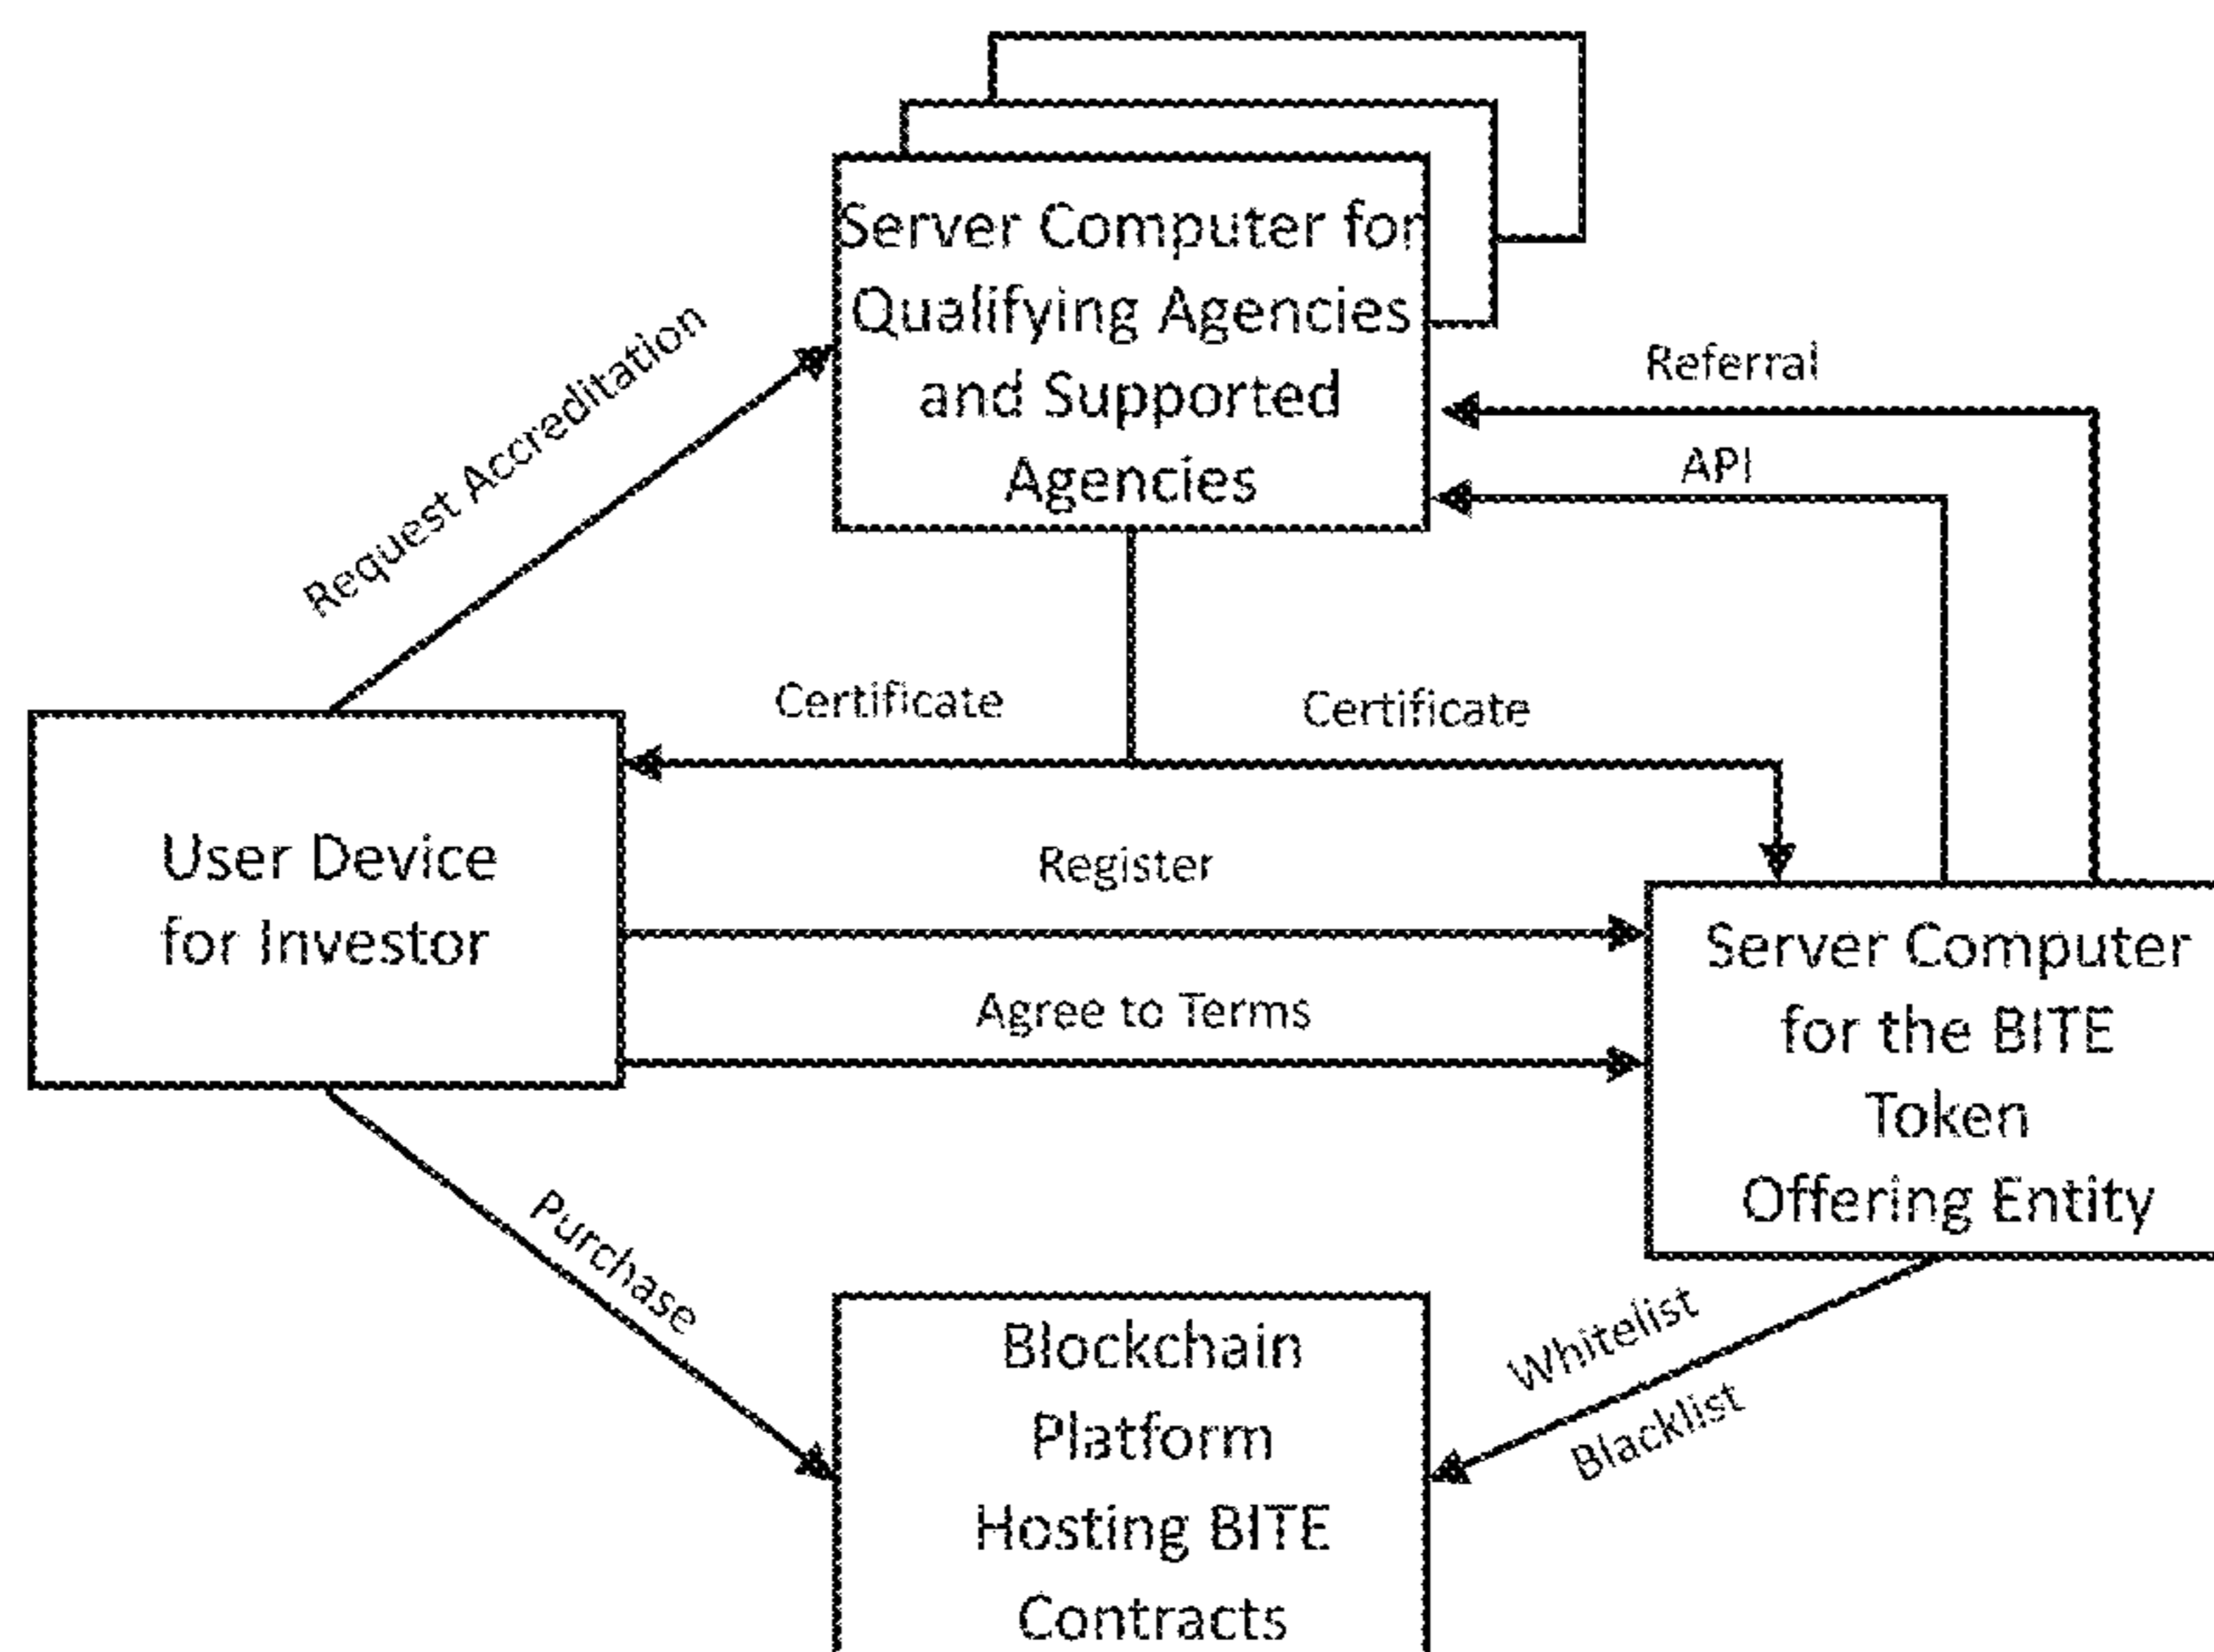 Server Computer for
Qualifying Agencies
and Supported
Agencies
Request Accreditation
Referral
API
Certificate
Certificate
User Device
for Investor
Register
Agree to Terms
Server Computer
for the BITE
Token
Offering Entity
Purchase
Whitelist
Blacklist
Blockchain
Platform
Hosting BITE
Contracts